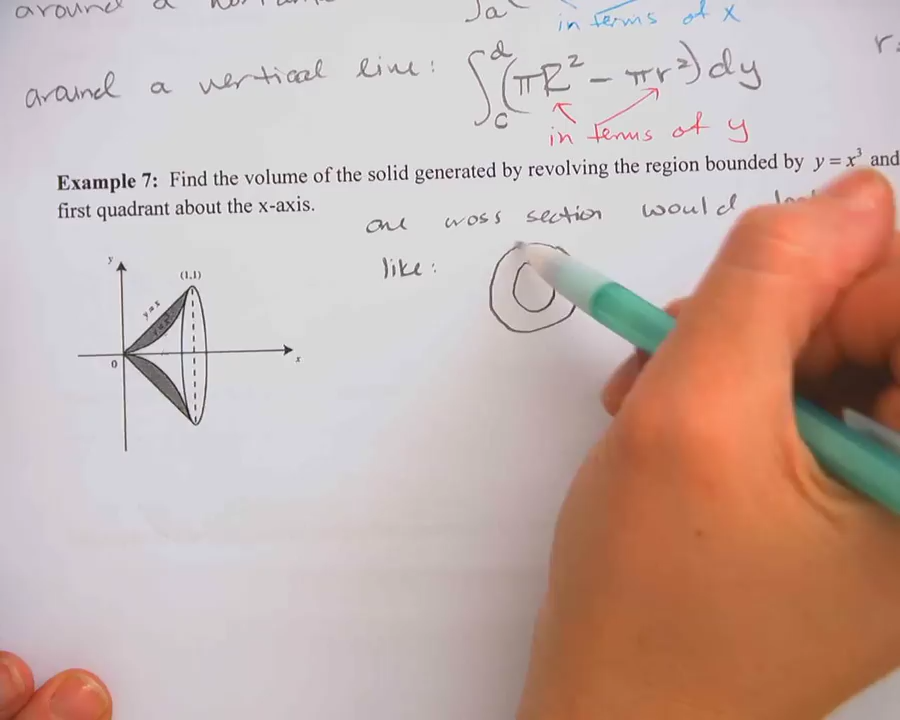 around a
∫a
in terms of x
around a vertical line: ∫c^d (πR² − πr²) dy
r
in terms of y
Example 7: Find the volume of the solid generated by revolving the region bounded by y = x³ and
first quadrant about the x-axis.
one cross section would
like:
y
(1,1)
y = x
0
x